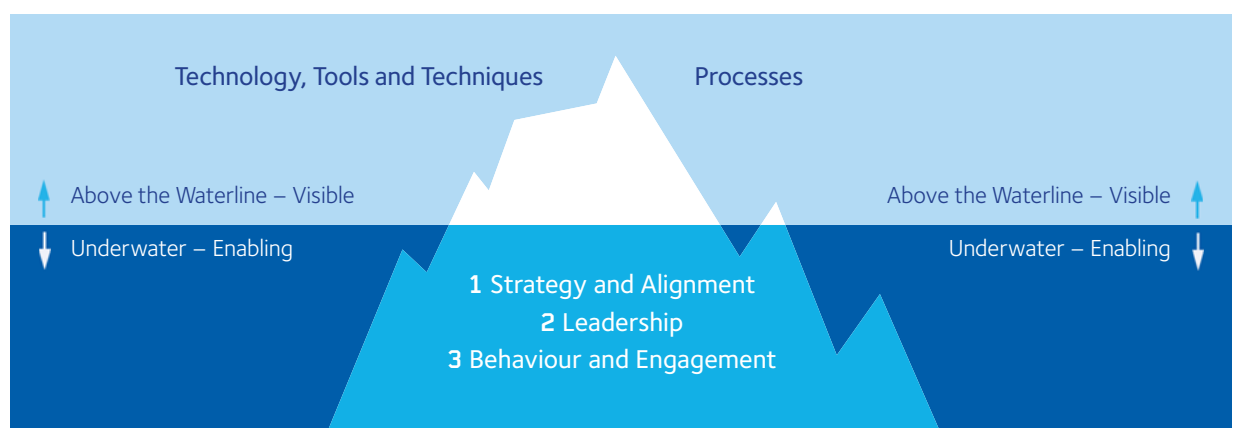 Technology, Tools and Techniques
Processes
Above the Waterline – Visible
Above the Waterline – Visible
Underwater – Enabling
Underwater – Enabling
1 Strategy and Alignment
2 Leadership
3 Behaviour and Engagement